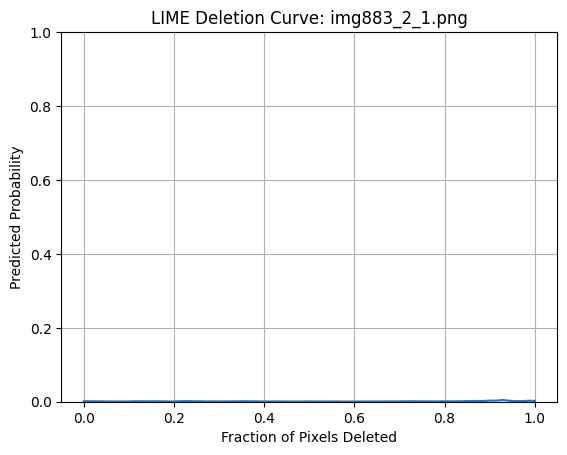 LIME Deletion Curve: img883_2_1.png
1.0
0.8
0.6
0.4
0.2
0.0
Predicted Probability
0.0 0.2 0.4 0.6 0.8 1.0
Fraction of Pixels Deleted